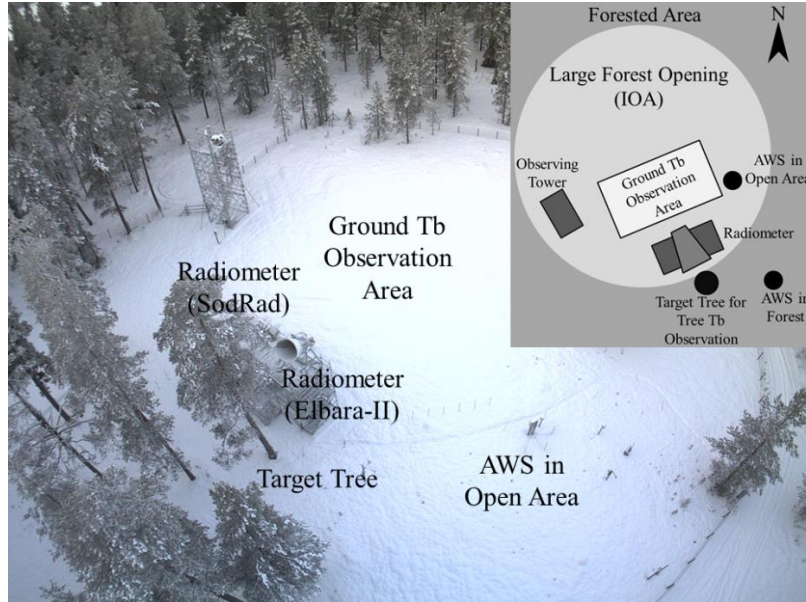 Forested Area
N
Large Forest Opening
(IOA)
AWS in
Open Area
Observing
Tower
Ground Tb
Observation
Area
Radiometer
Target Tree for
Tree Tb
Observation
AWS in
Forest
Ground Tb
Observation
Area
Radiometer
(SodRad)
Radiometer
(Elbara-II)
Target Tree
AWS in
Open Area